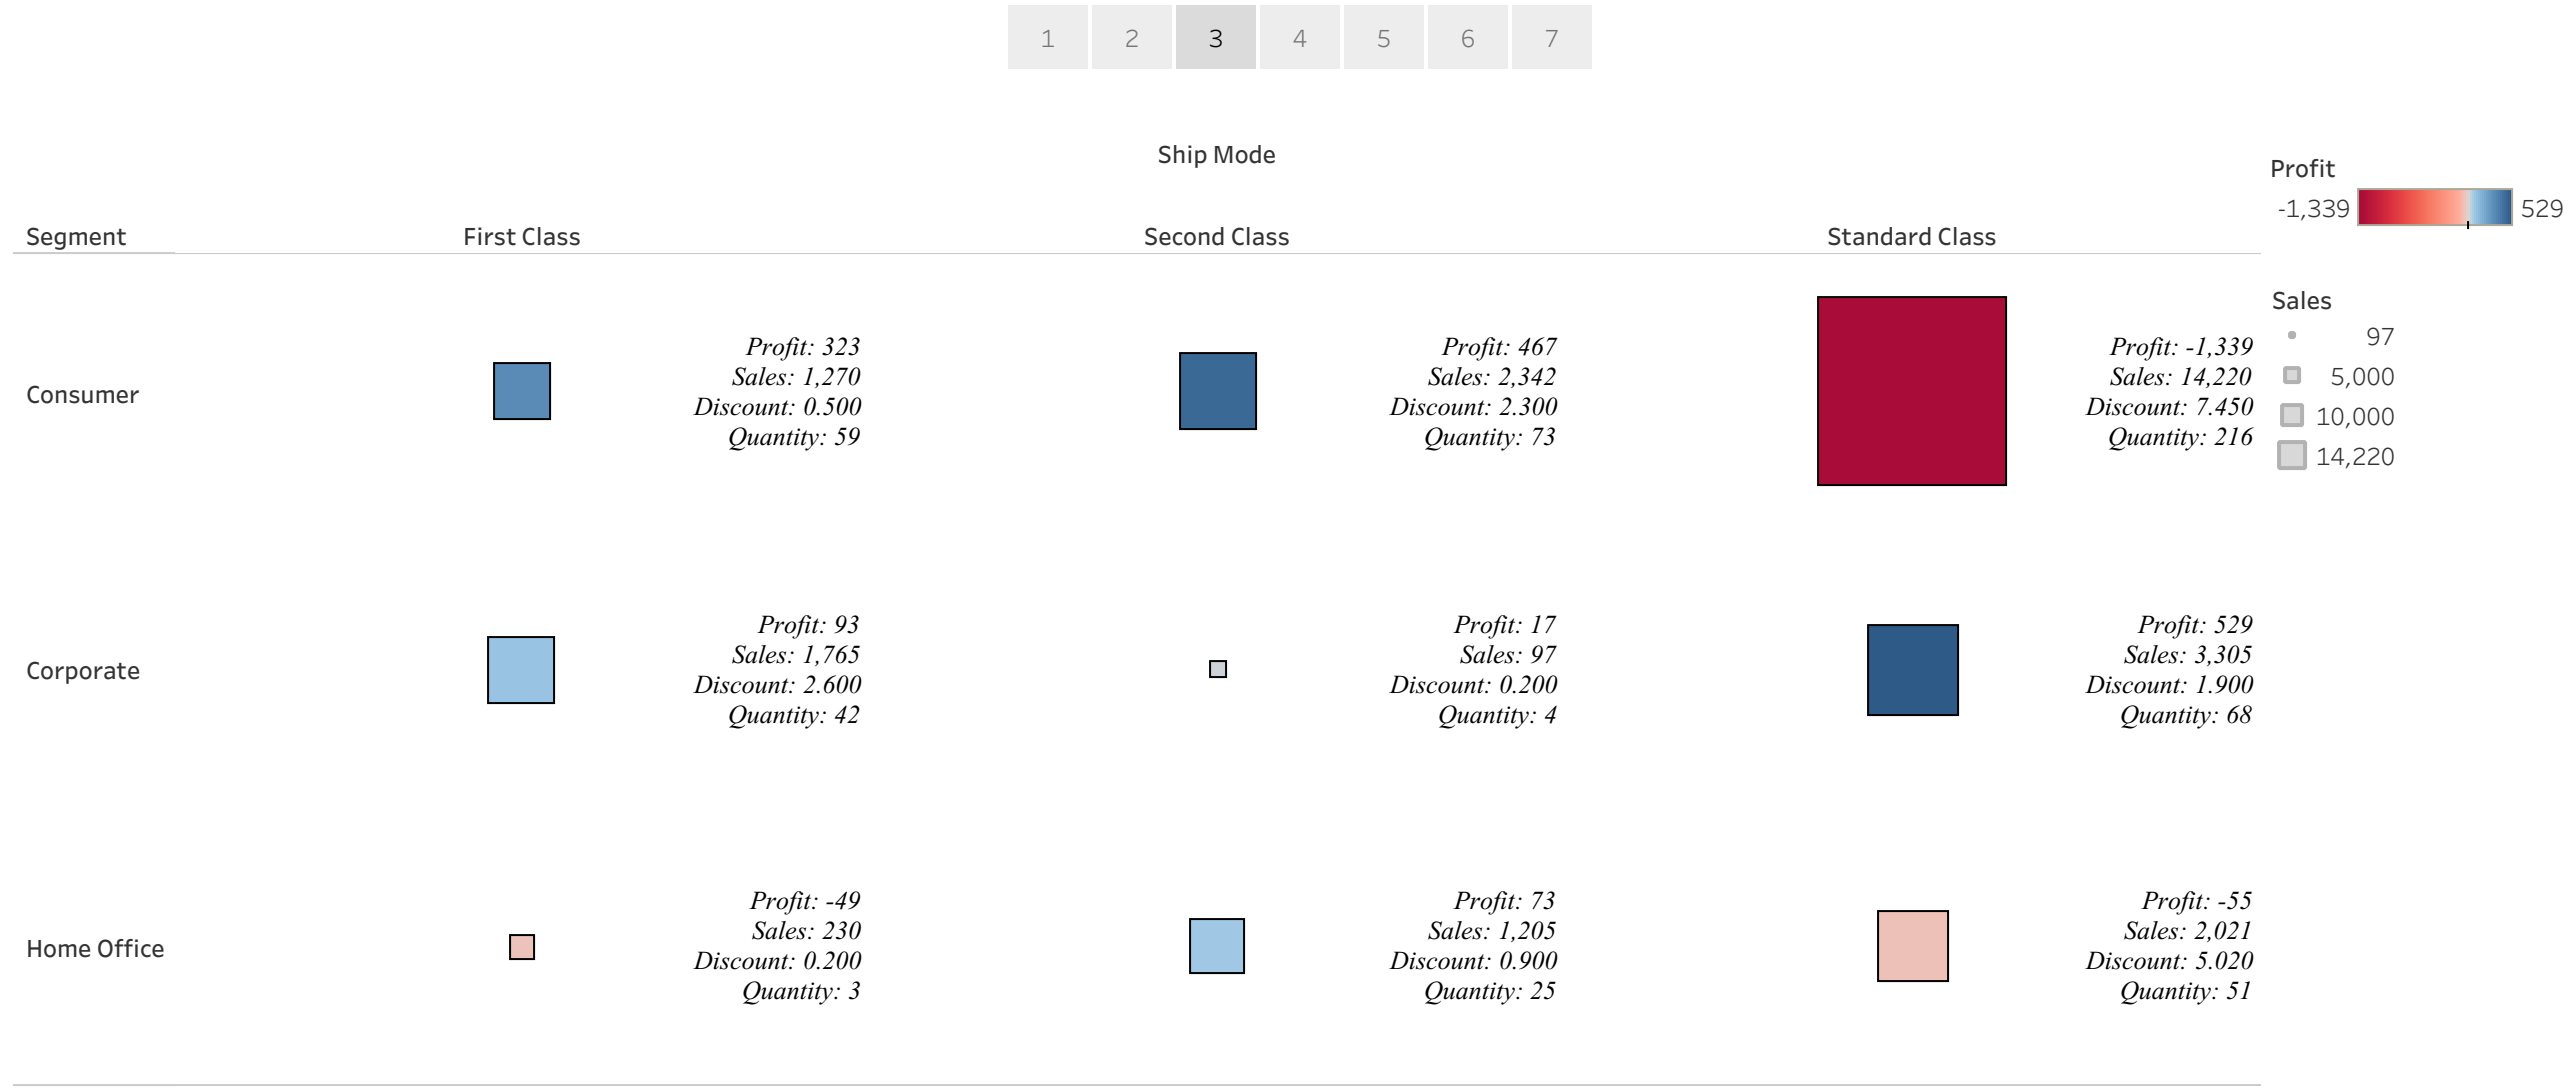 1 2 3 4 5 6 7
Ship Mode
Segment First Class Second Class Standard Class
Consumer
Profit: 323
Sales: 1,270
Discount: 0.500
Quantity: 59
Profit: 467
Sales: 2,342
Discount: 2.300
Quantity: 73
Profit: -1,339
Sales: 14,220
Discount: 7.450
Quantity: 216
Corporate
Profit: 93
Sales: 1,765
Discount: 2.600
Quantity: 42
Profit: 17
Sales: 97
Discount: 0.200
Quantity: 4
Profit: 529
Sales: 3,305
Discount: 1.900
Quantity: 68
Home Office
Profit: -49
Sales: 230
Discount: 0.200
Quantity: 3
Profit: 73
Sales: 1,205
Discount: 0.900
Quantity: 25
Profit: -55
Sales: 2,021
Discount: 5.020
Quantity: 51
Profit
-1,339 529
Sales
97
5,000
10,000
14,220